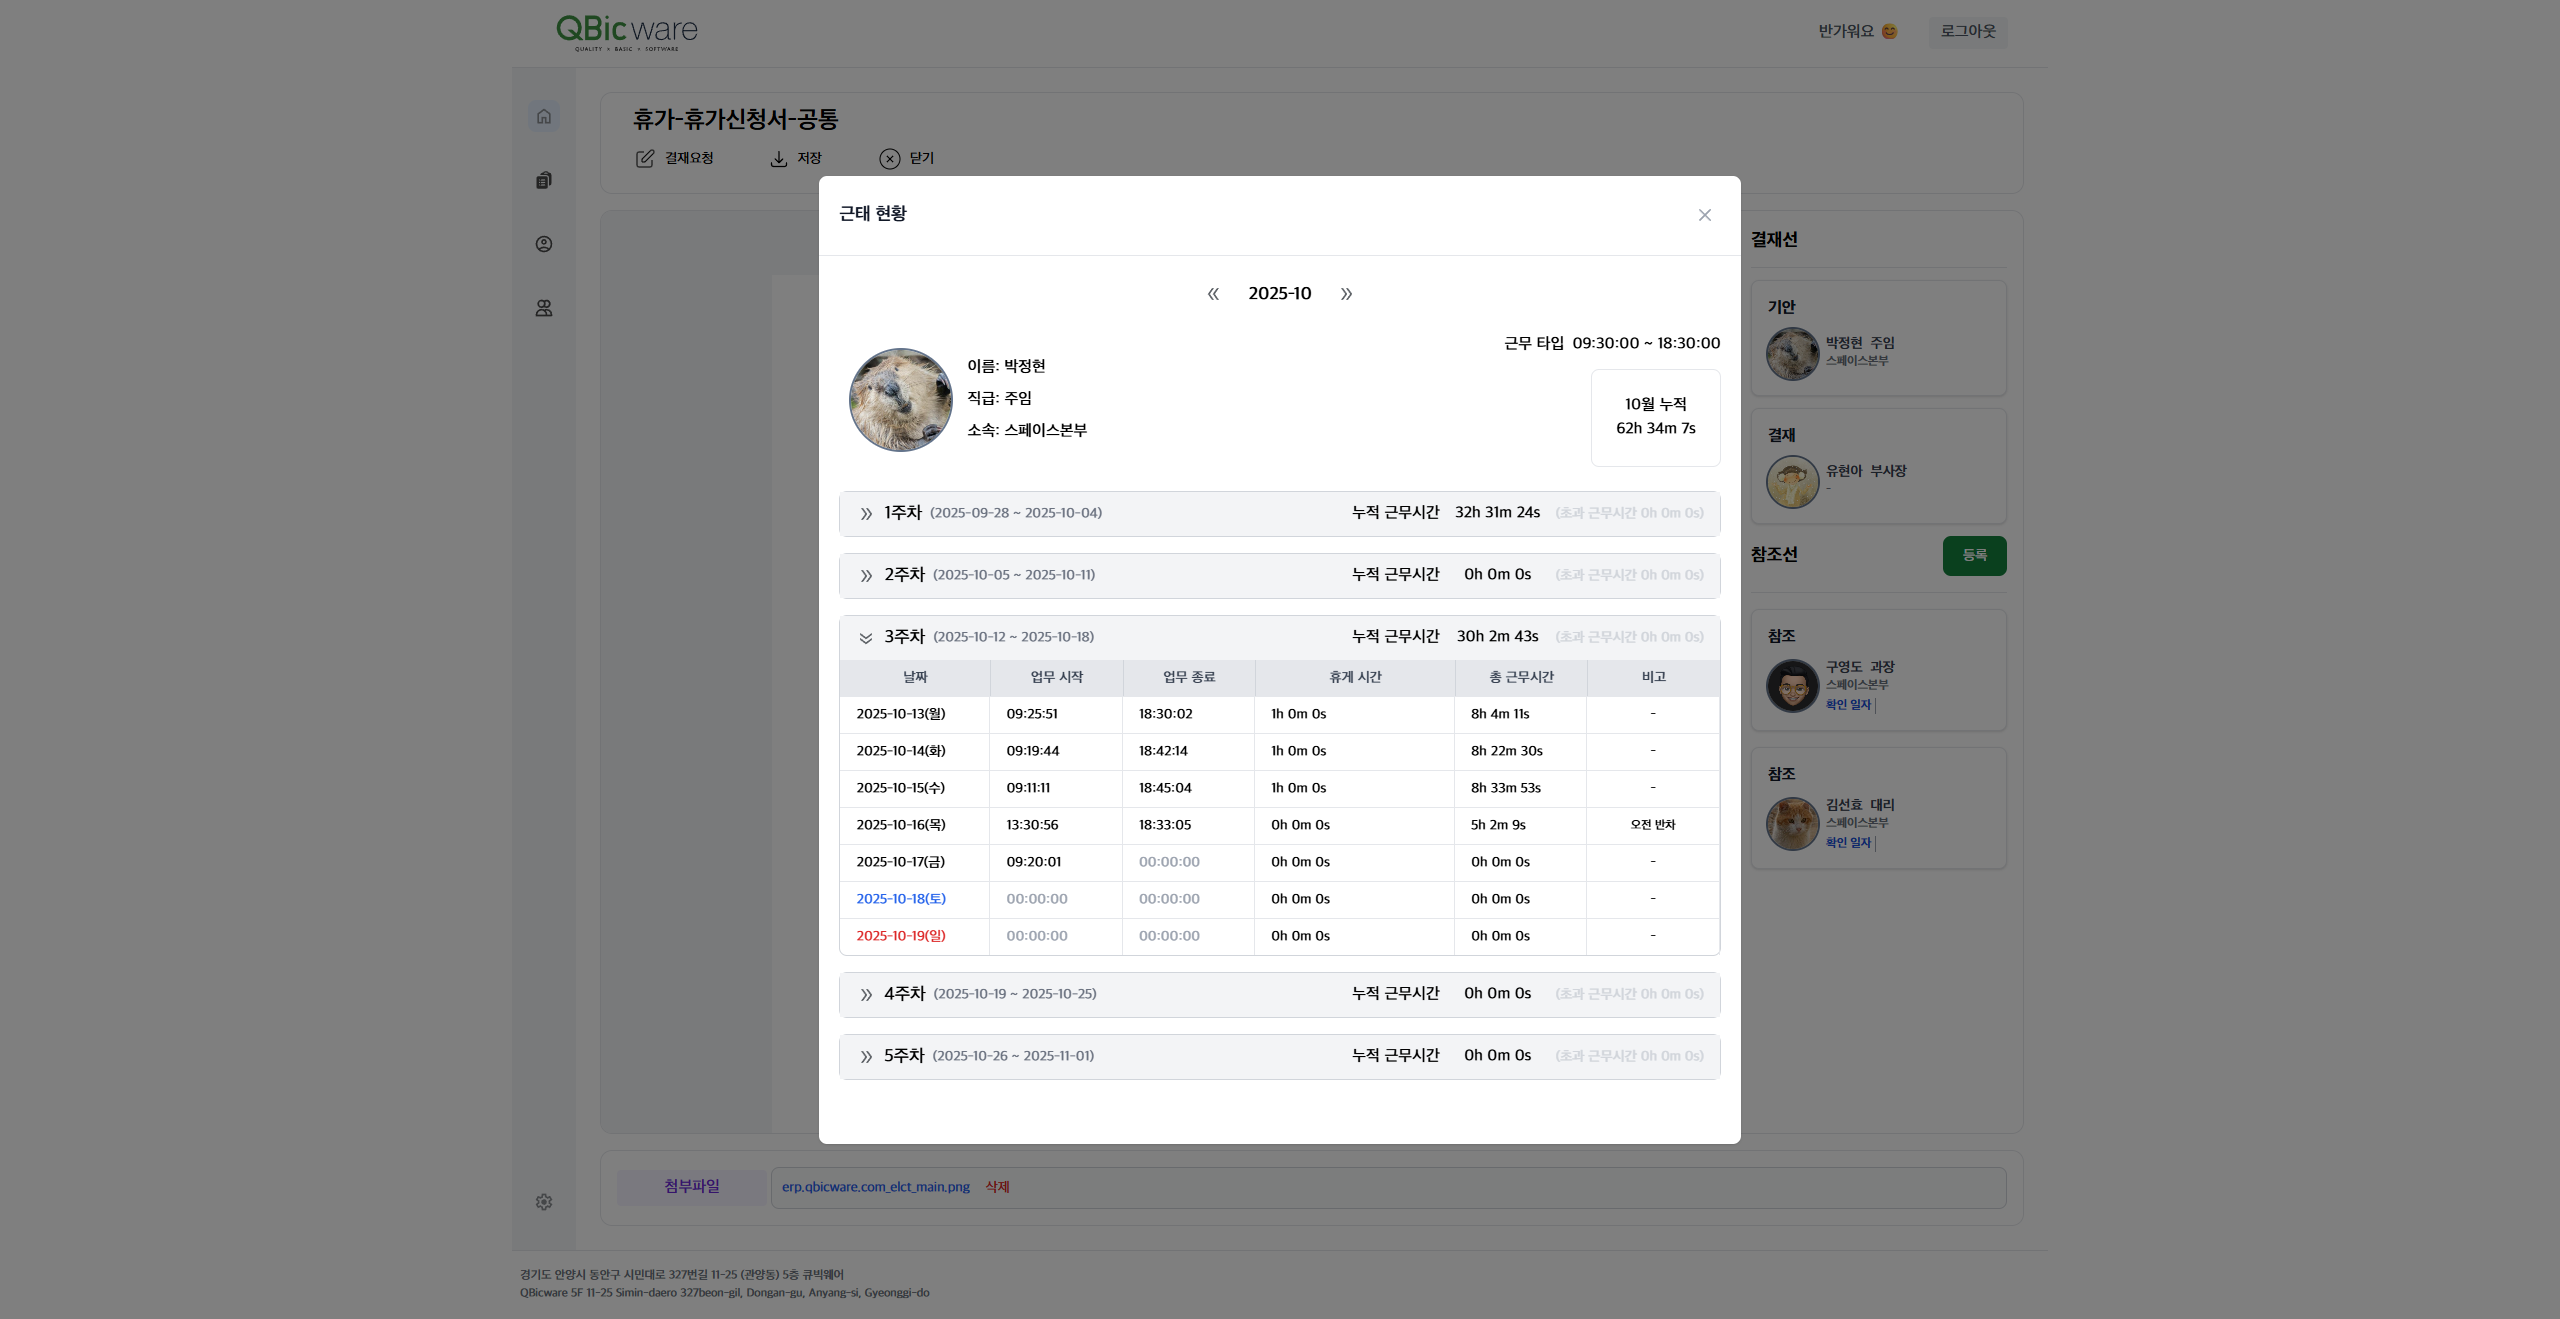 QBic ware
QUALITY × BASIC × SOFTWARE
반가워요 😊
로그아웃
휴가-휴가신청서-공통
결재요청
저장
닫기
근태 현황
« 2025-10 »
이름: 박정현
직급: 주임
소속: 스페이스본부
근무 타입 09:30:00 ~ 18:30:00
10월 누적
62h 34m 7s
1주차 (2025-09-28 ~ 2025-10-04) 누적 근무시간 32h 31m 24s (초과 근무시간 0h 0m 0s)
2주차 (2025-10-05 ~ 2025-10-11) 누적 근무시간 0h 0m 0s (초과 근무시간 0h 0m 0s)
3주차 (2025-10-12 ~ 2025-10-18) 누적 근무시간 30h 2m 43s (초과 근무시간 0h 0m 0s)
날짜 업무 시작 업무 종료 휴게 시간 총 근무시간 비고
2025-10-13(월) 09:25:51 18:30:02 1h 0m 0s 8h 4m 11s -
2025-10-14(화) 09:19:44 18:42:14 1h 0m 0s 8h 22m 30s -
2025-10-15(수) 09:11:11 18:45:04 1h 0m 0s 8h 33m 53s -
2025-10-16(목) 13:30:56 18:33:05 0h 0m 0s 5h 2m 9s 오전 반차
2025-10-17(금) 09:20:01 00:00:00 0h 0m 0s 0h 0m 0s -
2025-10-18(토) 00:00:00 00:00:00 0h 0m 0s 0h 0m 0s -
2025-10-19(일) 00:00:00 00:00:00 0h 0m 0s 0h 0m 0s -
4주차 (2025-10-19 ~ 2025-10-25) 누적 근무시간 0h 0m 0s (초과 근무시간 0h 0m 0s)
5주차 (2025-10-26 ~ 2025-11-01) 누적 근무시간 0h 0m 0s (초과 근무시간 0h 0m 0s)
결재선
기안
박정현 주임
스페이스본부
결재
유현아 부사장
-
참조선
등록
참조
구영도 과장
스페이스본부
확인 일자 |
참조
김선효 대리
스페이스본부
확인 일자 |
첨부파일
erp.qbicware.com_elct_main.png 삭제
경기도 안양시 동안구 시민대로 327번길 11-25 (관양동) 5층 큐빅웨어
QBicware 5F 11-25 Simin-daero 327beon-gil, Dongan-gu, Anyang-si, Gyeonggi-do